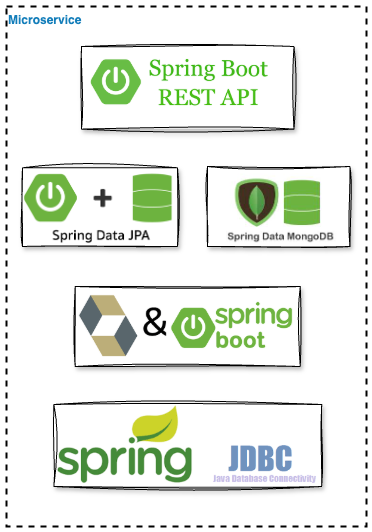 Microservice
Spring Boot
REST API
+
Spring Data JPA
Spring Data MongoDB
& spring
boot
spring
JDBC
Java Database Connectivity